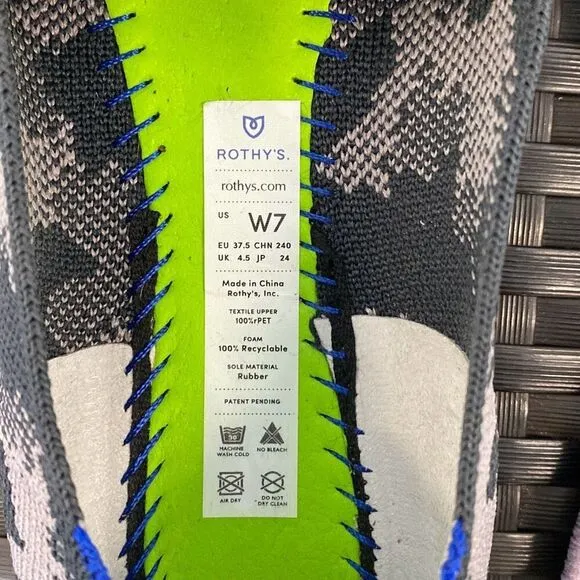 ROTHY'S.
rothys.com
US W7
EU 37.5 CHN 240
UK 4.5 JP 24
Made in China
Rothy's, Inc.
TEXTILE UPPER
100%rPET
FOAM
100% Recyclable
SOLE MATERIAL
Rubber
PATENT PENDING
30
MACHINE WASH COLD
NO BLEACH
AIR DRY
DO NOT DRY CLEAN